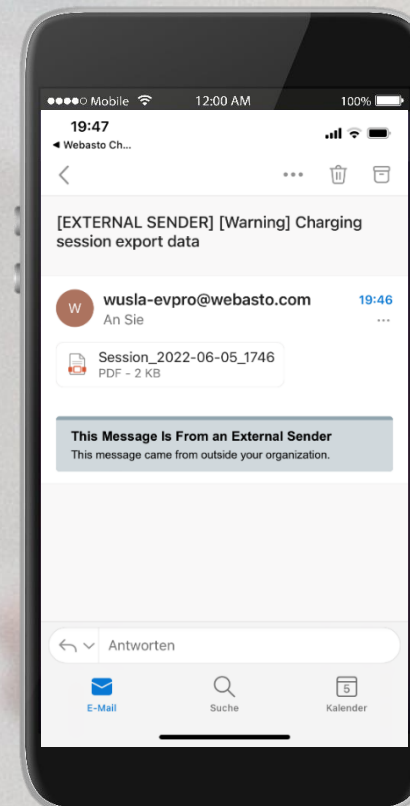 Mobile 12:00 AM 100%
19:47
◀ Webasto Ch...
[EXTERNAL SENDER] [Warning] Charging
session export data
W
wusla-evpro@webasto.com 19:46
An Sie
Session_2022-06-05_1746
PDF - 2 KB
This Message Is From an External Sender
This message came from outside your organization.
Antworten
5
E-Mail Suche Kalender